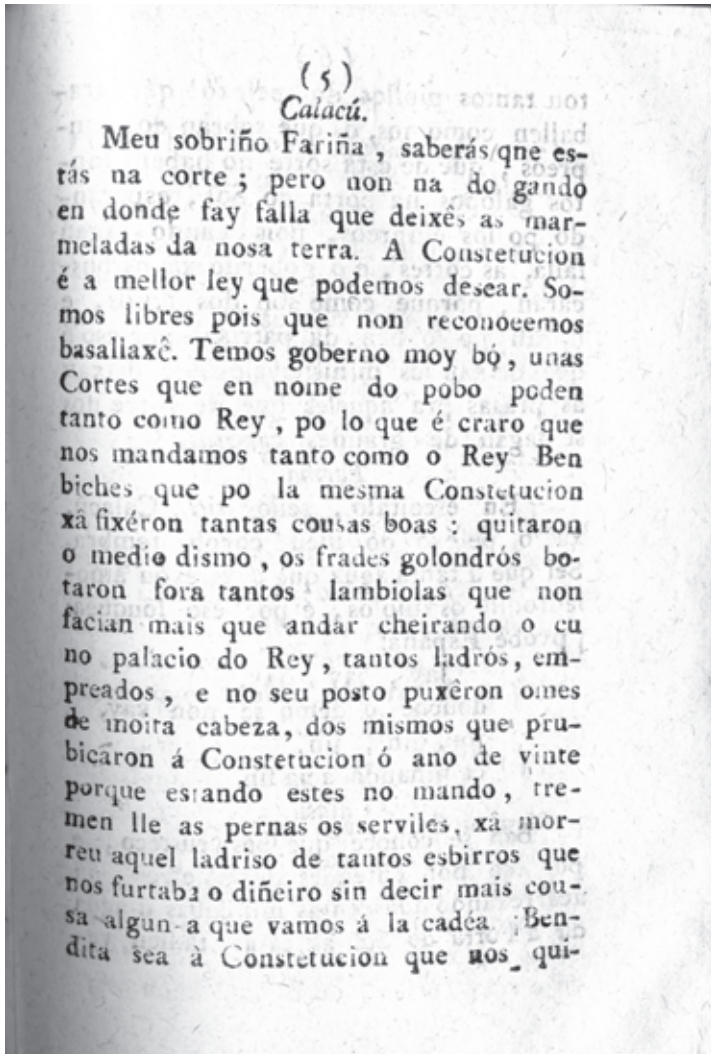 (5)
Calacú.
Meu sobriño Fariña, saberás qne es-
tás na corte; pero non na do gando
en donde fay falla que deixês as mar-
meladas da nosa terra. A Constetucion
é a mellor ley que podemos desear. So-
mos libres pois que non reconocemos
basallaxê. Temos goberno moy bo, unas
Cortes que en nome do pobo poden
tanto como Rey, po lo que é craro que
nos mandamos tanto como o Rey Ben
biches que po la mesma Constetucion
xâ fixéron tantas cousas boas: quitaron
o medio dismo, os frades golondrós bo-
taron fora tantos lambiolas que non
facian mais que andar cheirando o cu
no palacio do Rey, tantos ladrós, em-
preados, e no seu posto puxêron omes
de moita cabeza, dos mismos que pru-
bicáron á Constetucion ó ano de vinte
porque estando estes no mando, tre-
men lle as pernas os serviles, xâ mor-
reu aquel ladriso de tantos esbirros que
nos furtaba o diñeiro sin decir mais cou-
sa algun-a que vamos á la cadéa Ben-
dita sea à Constetucion que nos qui-